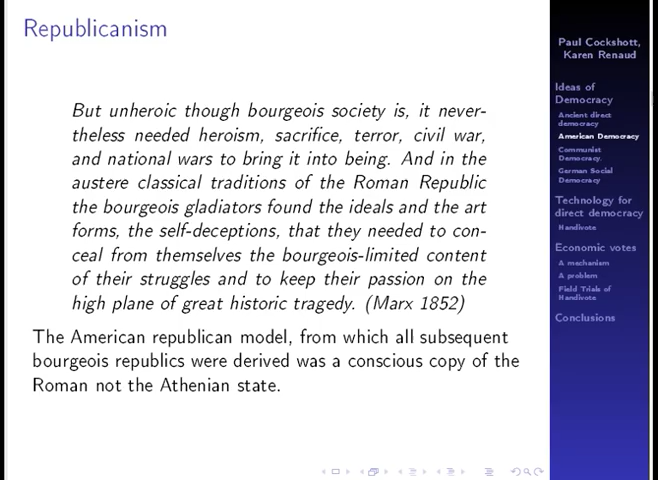 Republicanism
But unheroic though bourgeois society is, it never-
theless needed heroism, sacrifice, terror, civil war,
and national wars to bring it into being. And in the
austere classical traditions of the Roman Republic
the bourgeois gladiators found the ideals and the art
forms, the self-deceptions, that they needed to con-
ceal from themselves the bourgeois-limited content
of their struggles and to keep their passion on the
high plane of great historic tragedy. (Marx 1852)
The American republican model, from which all subsequent
bourgeois republics were derived was a conscious copy of the
Roman not the Athenian state.
Paul Cockshott,
Karen Renaud
Ideas of
Democracy
Ancient direct
democracy
American Democracy
Communist
Democracy.
German Social
Democracy
Technology for
direct democracy
Handivote
Economic votes
A mechanism
A problem
Field Trials of
Handivote
Conclusions